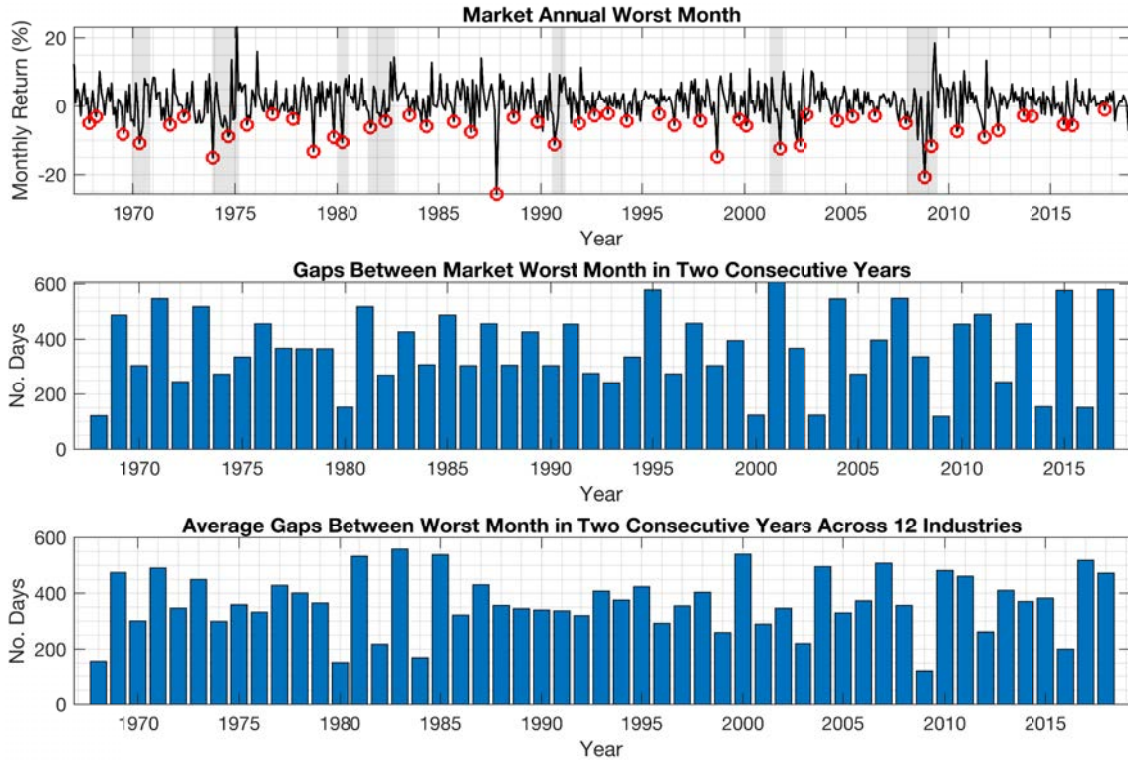 Market Annual Worst Month
Monthly Return (%)
20
0
-20
1970 1975 1980 1985 1990 1995 2000 2005 2010 2015
Year
Gaps Between Market Worst Month in Two Consecutive Years
No. Days
600
400
200
0
1970 1975 1980 1985 1990 1995 2000 2005 2010 2015
Year
Average Gaps Between Worst Month in Two Consecutive Years Across 12 Industries
No. Days
600
400
200
0
1970 1975 1980 1985 1990 1995 2000 2005 2010 2015
Year